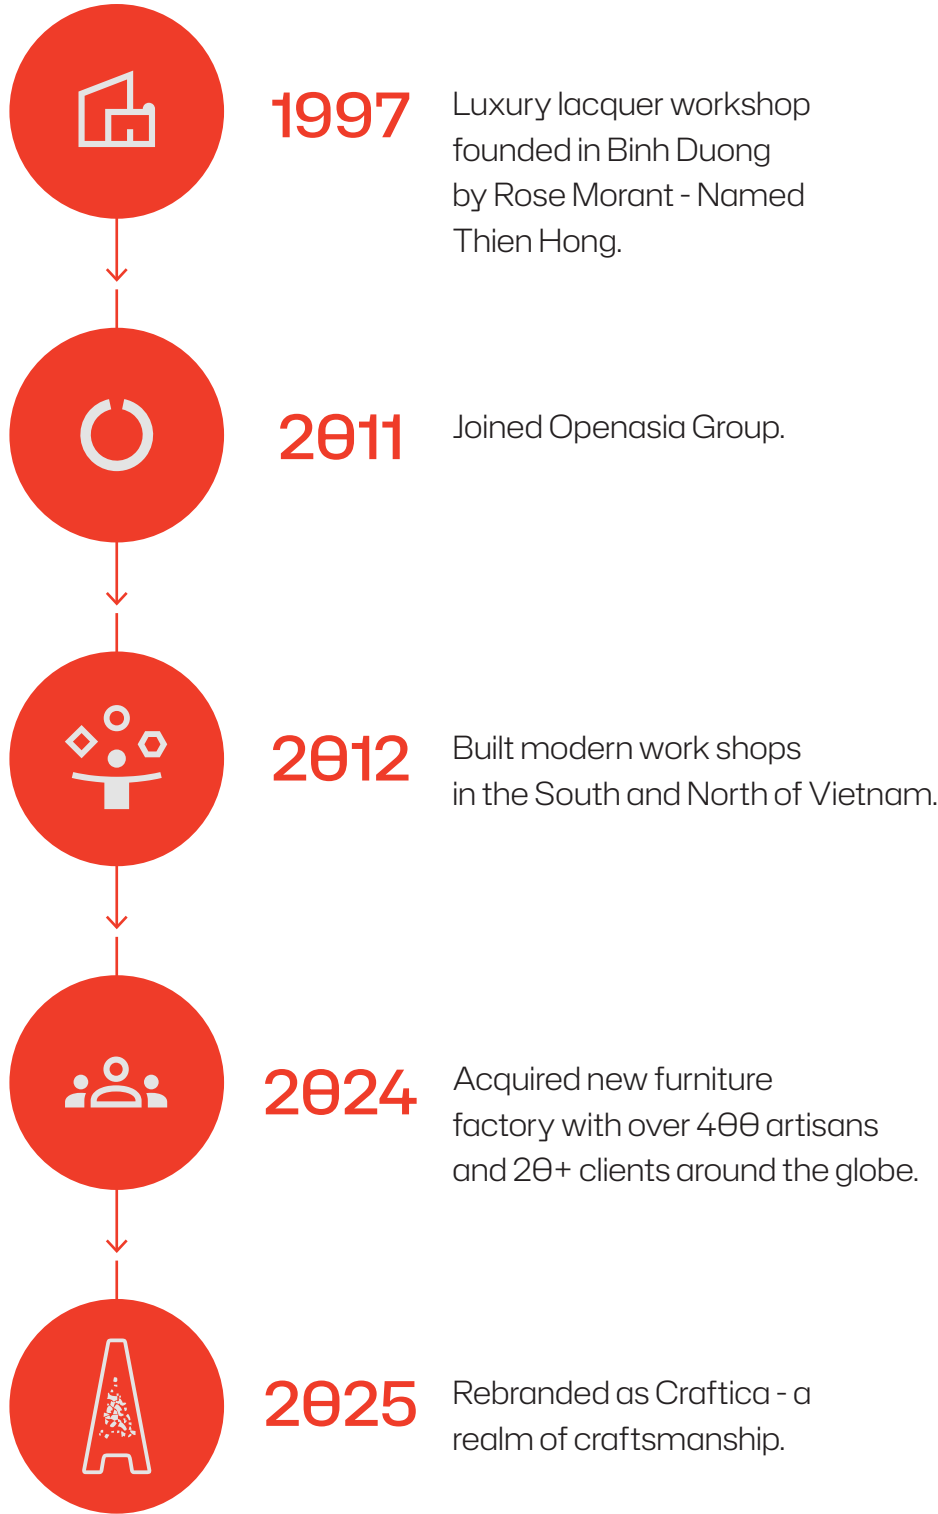 1997
Luxury lacquer workshop
founded in Binh Duong
by Rose Morant - Named
Thien Hong.
2011
Joined Openasia Group.
2012
Built modern work shops
in the South and North of Vietnam.
2024
Acquired new furniture
factory with over 400 artisans
and 20+ clients around the globe.
2025
Rebranded as Craftica - a
realm of craftsmanship.